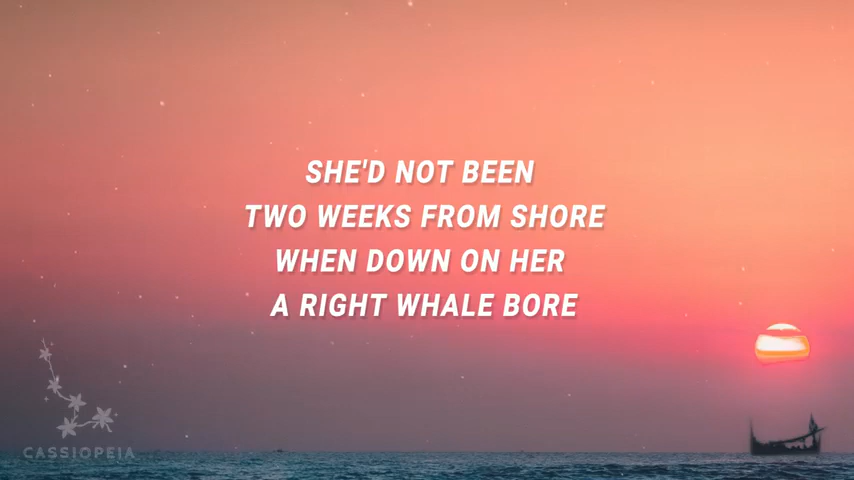 SHE'D NOT BEEN
TWO WEEKS FROM SHORE
WHEN DOWN ON HER
A RIGHT WHALE BORE
CASSIOPEIA